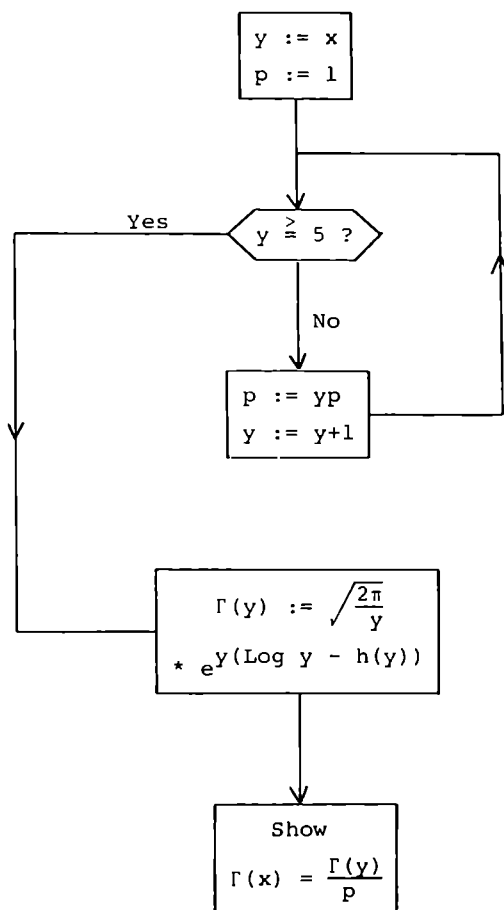 y := x
p := 1
Yes
y ≧ 5 ?
No
p := yp
y := y+1
Γ(y) := √(2π/y)
* e^y(Log y - h(y))
Show
Γ(x) = Γ(y)/p